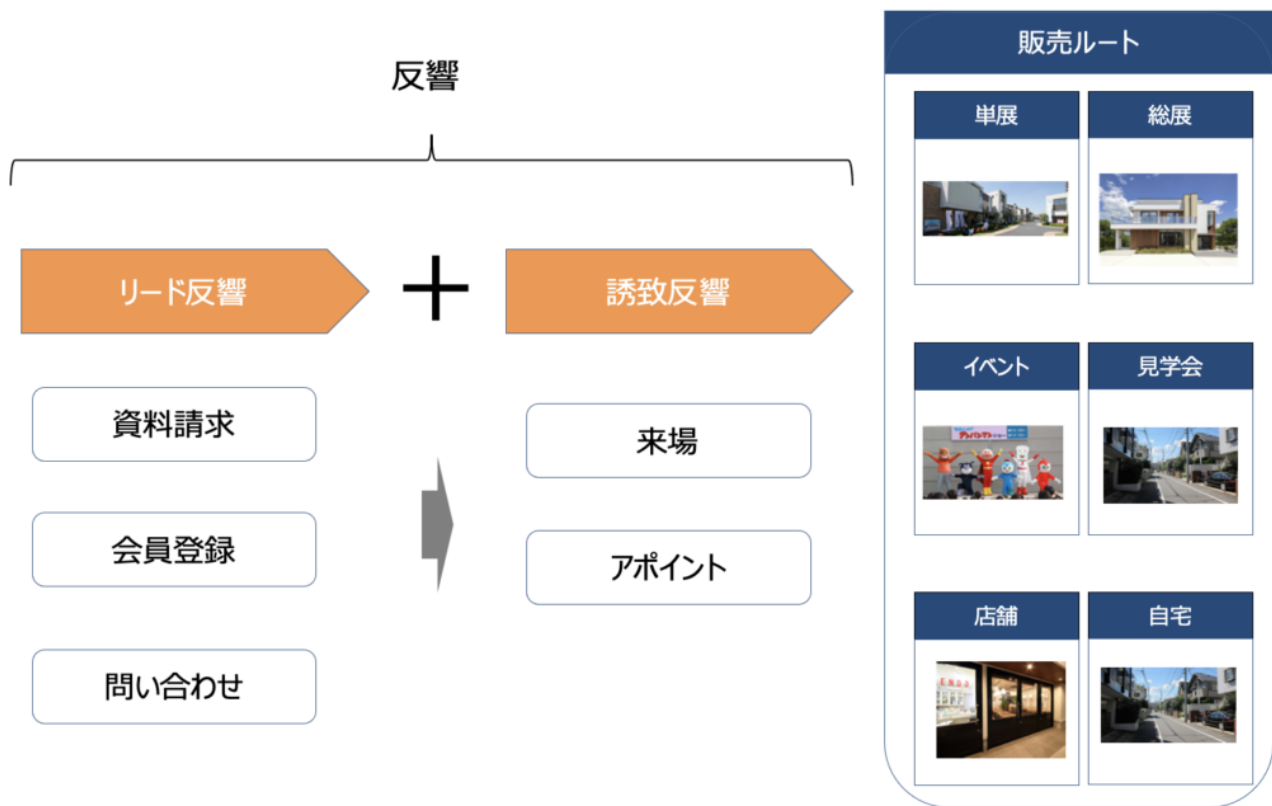 反響
リード反響
誘致反響
資料請求
会員登録
問い合わせ
来場
アポイント
販売ルート
単展
総展
イベント
見学会
店舗
自宅